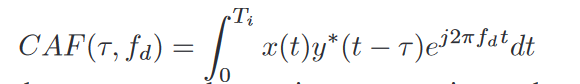 CAF(τ, f_d) = ∫_0^{T_i} x(t)y*(t − τ)e^{j2πf_d t}dt